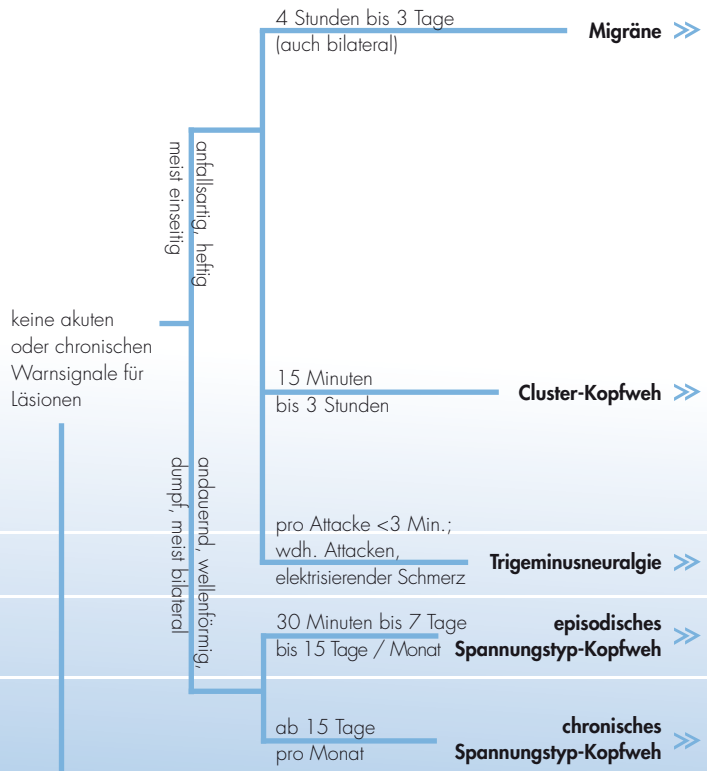 4 Stunden bis 3 Tage
(auch bilateral)
Migräne
anfallsartig, heftig
meist einseitig
keine akuten
oder chronischen
Warnsignale für
Läsionen
15 Minuten
bis 3 Stunden
Cluster-Kopfweh
andauernd, wellenförmig,
dumpf, meist bilateral
pro Attacke <3 Min.;
wdh. Attacken,
elektrisierender Schmerz
Trigeminusneuralgie
30 Minuten bis 7 Tage
bis 15 Tage / Monat
episodisches
Spannungstyp-Kopfweh
ab 15 Tage
pro Monat
chronisches
Spannungstyp-Kopfweh